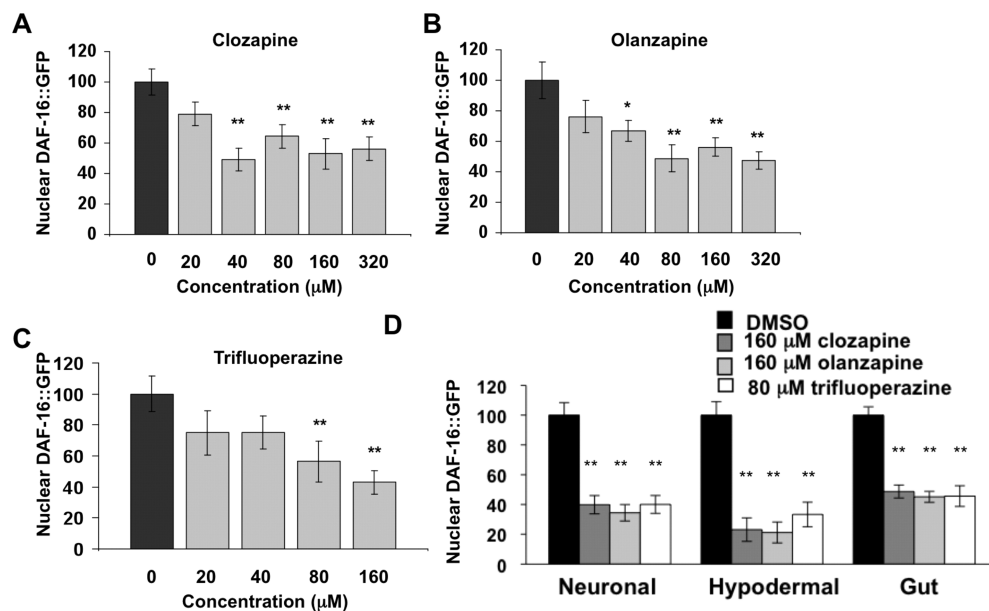 A
Clozapine
Nuclear DAF-16::GFP
120
100
80
60
40
20
0
** ** ** **
0 20 40 80 160 320
Concentration (μM)
B
Olanzapine
Nuclear DAF-16::GFP
120
100
80
60
40
20
0
* ** ** **
0 20 40 80 160 320
Concentration (μM)
C
Trifluoperazine
Nuclear DAF-16::GFP
120
100
80
60
40
20
0
** **
0 20 40 80 160
Concentration (μM)
D
DMSO
160 μM clozapine
160 μM olanzapine
80 μM trifluoperazine
Nuclear DAF-16::GFP
120
100
80
60
40
20
0
** ** ** ** ** ** ** ** **
Neuronal Hypodermal Gut